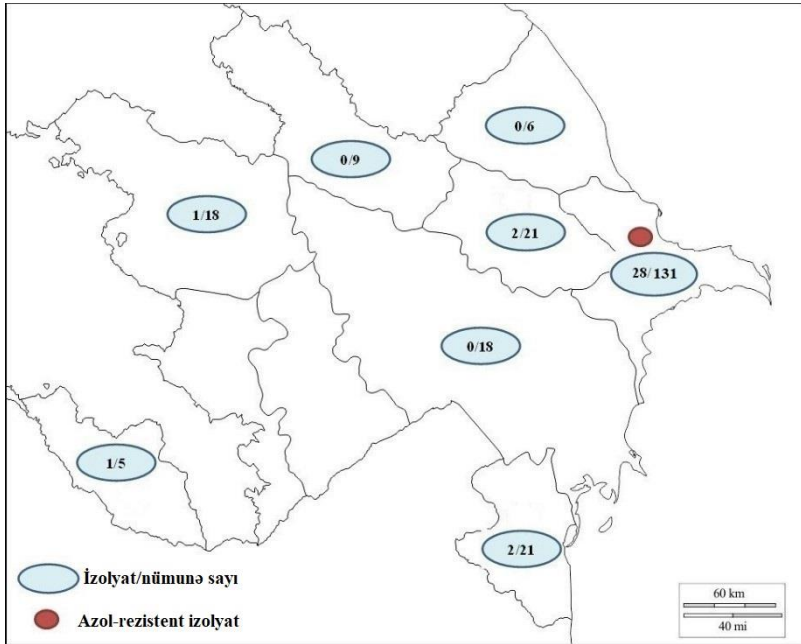 0/6
0/9
1/18
2/21
28/131
0/18
1/5
2/21
İzolyat/nümunə sayı
Azol-rezistent izolyat
60 km
40 mi